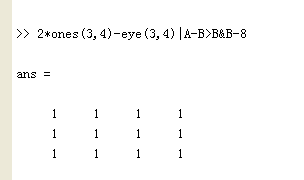 >> 2*ones(3,4)-eye(3,4)|A-B>B&B-8
ans =
1 1 1 1
1 1 1 1
1 1 1 1